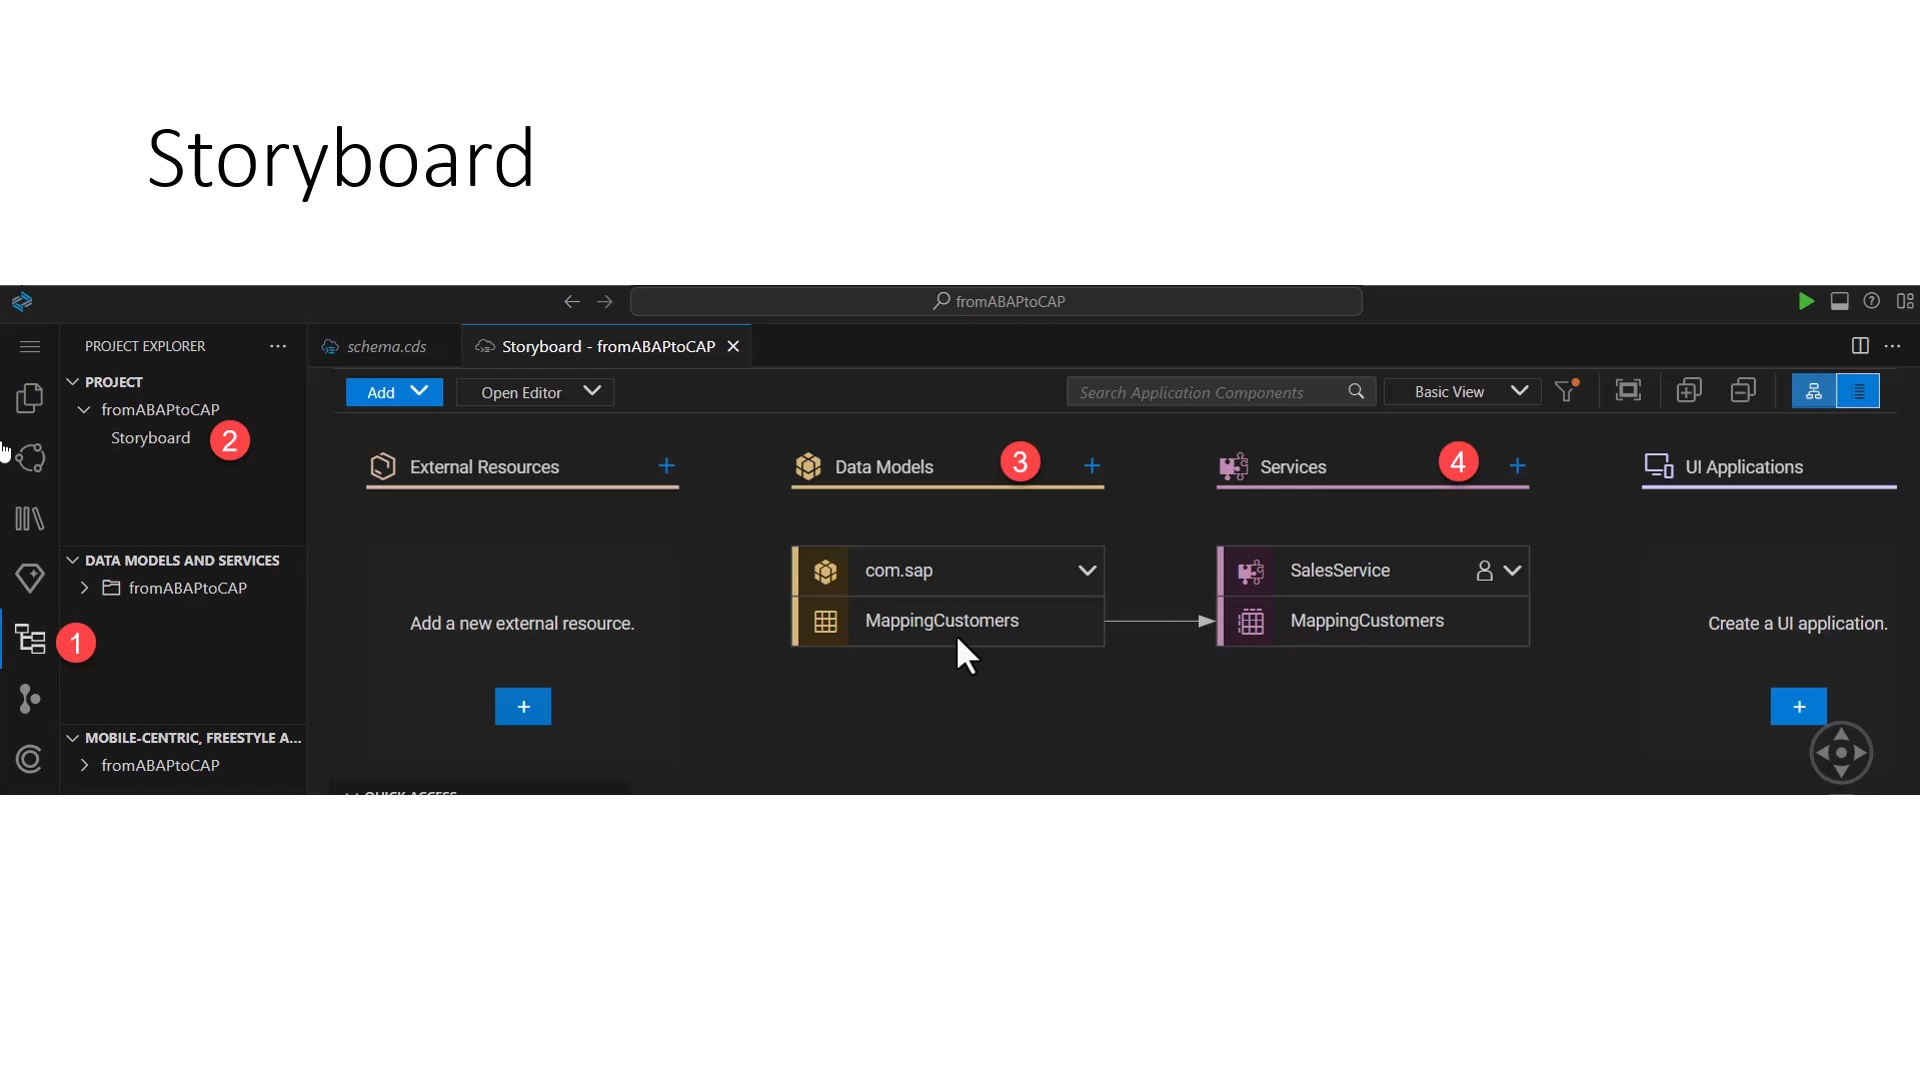 Storyboard
fromABAPtoCAP
PROJECT EXPLORER
schema.cds
Storyboard - fromABAPtoCAP
PROJECT
fromABAPtoCAP
Storyboard
2
Add
Open Editor
Search Application Components
Basic View
External Resources
Data Models
3
Services
4
UI Applications
DATA MODELS AND SERVICES
fromABAPtoCAP
com.sap
SalesService
MappingCustomers
MappingCustomers
Add a new external resource.
Create a UI application.
1
+
+
MOBILE-CENTRIC, FREESTYLE A...
fromABAPtoCAP
QUICK ACCESS